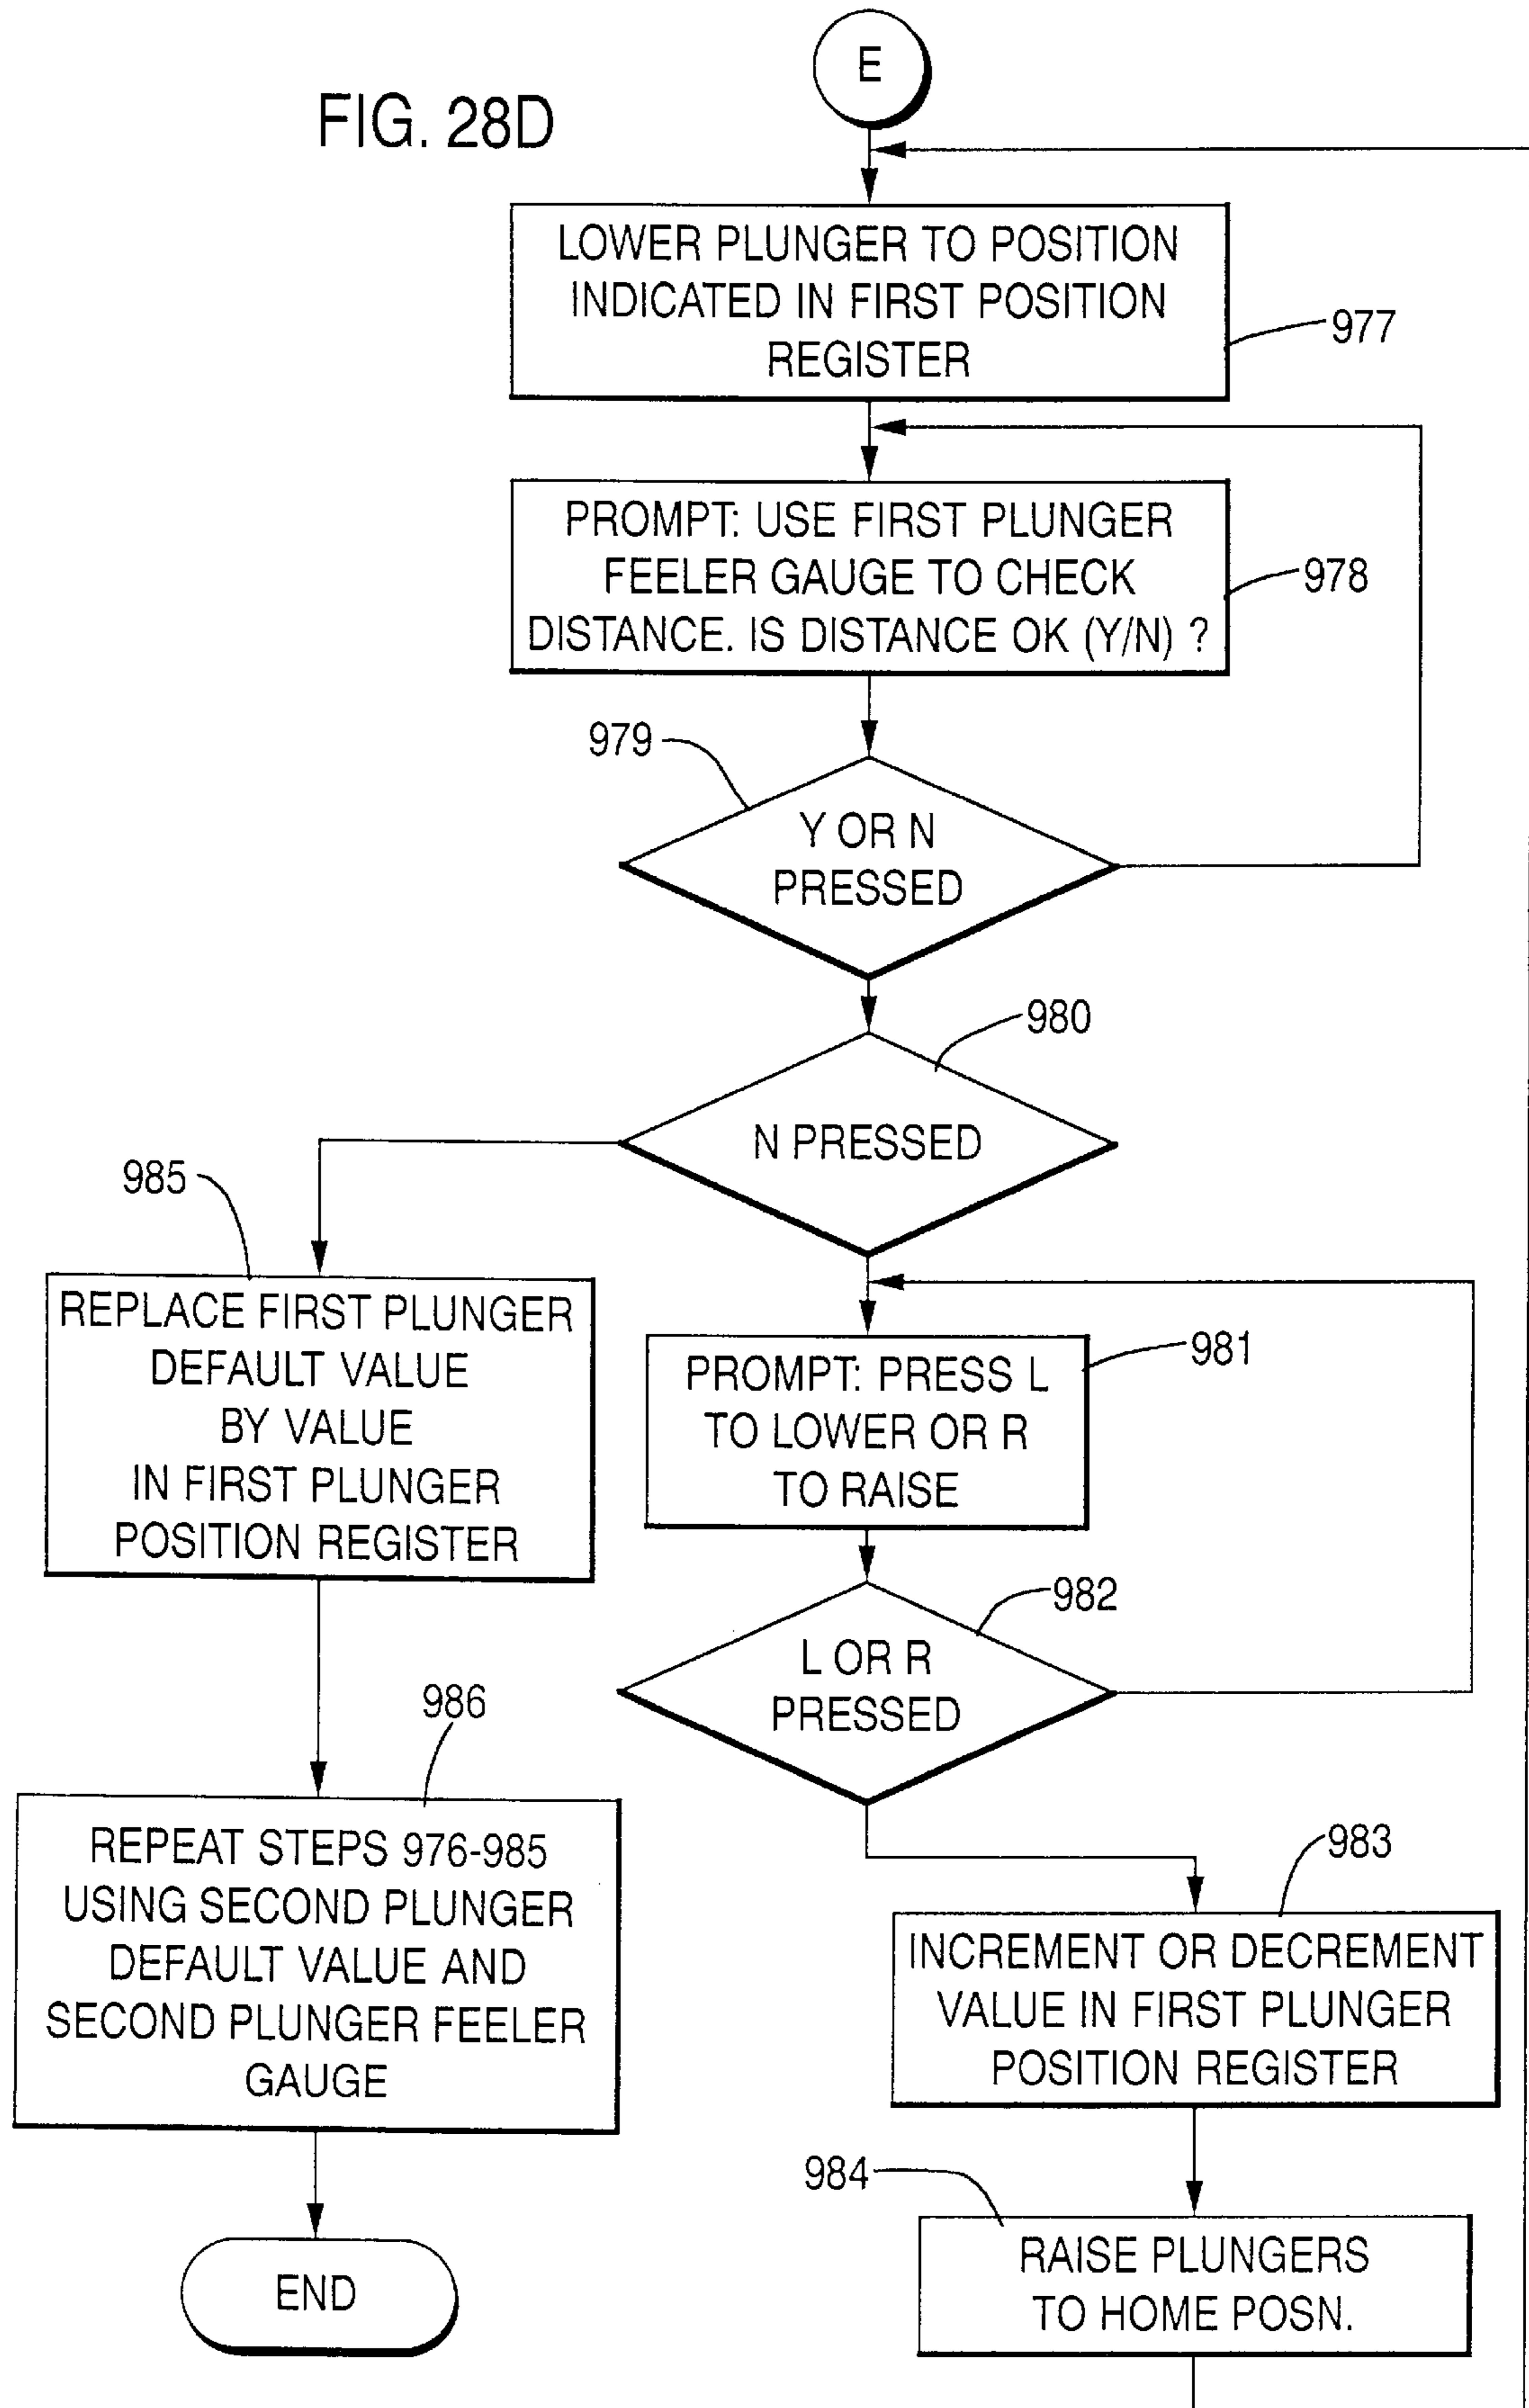 E
FIG. 28D
LOWER PLUNGER TO POSITION
INDICATED IN FIRST POSITION
REGISTER
977
PROMPT: USE FIRST PLUNGER
FEELER GAUGE TO CHECK
DISTANCE. IS DISTANCE OK (Y/N) ?
978
979
Y OR N
PRESSED
980
N PRESSED
985
REPLACE FIRST PLUNGER
DEFAULT VALUE
BY VALUE
IN FIRST PLUNGER
POSITION REGISTER
981
PROMPT: PRESS L
TO LOWER OR R
TO RAISE
982
L OR R
PRESSED
986
REPEAT STEPS 976-985
USING SECOND PLUNGER
DEFAULT VALUE AND
SECOND PLUNGER FEELER
GAUGE
983
INCREMENT OR DECREMENT
VALUE IN FIRST PLUNGER
POSITION REGISTER
984
RAISE PLUNGERS
TO HOME POSN.
END